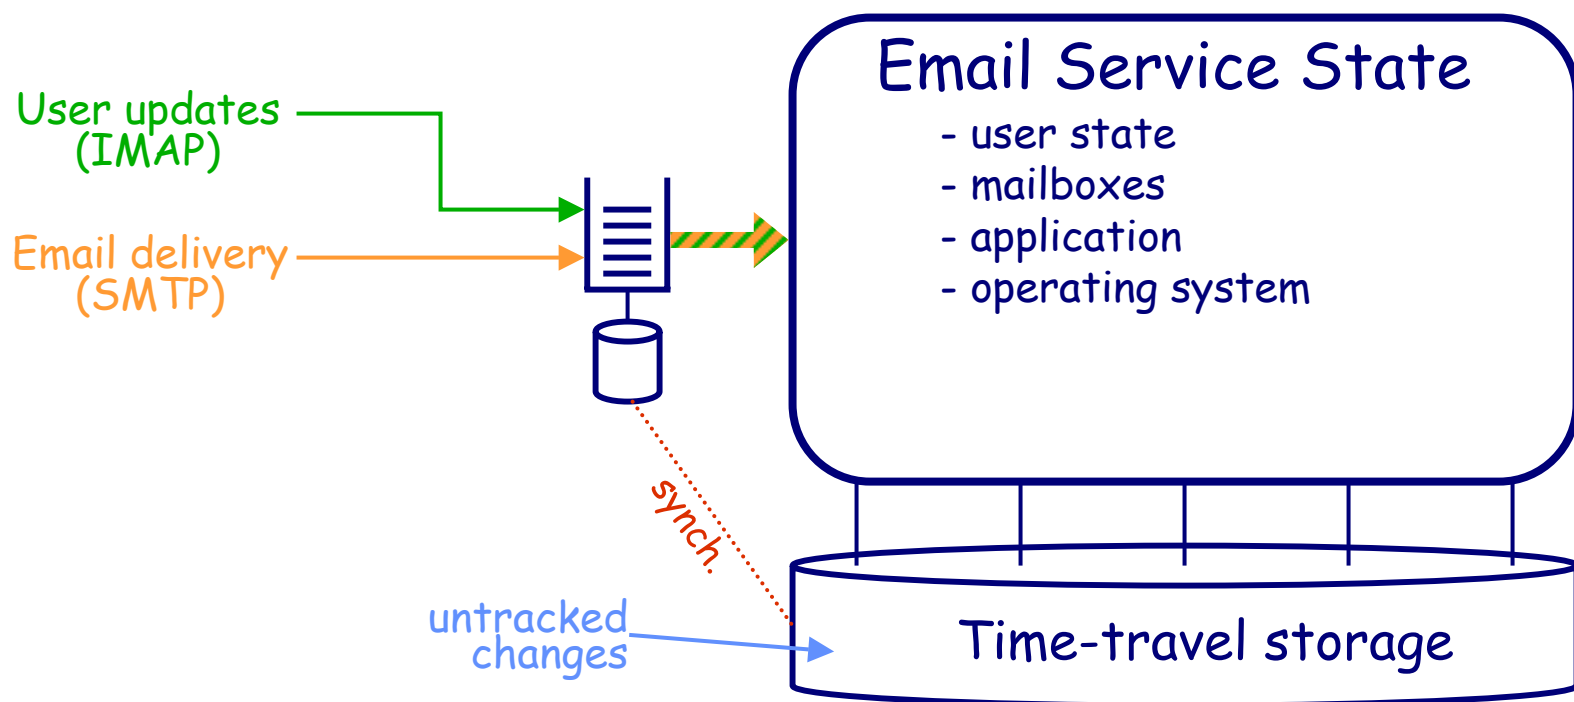 Email Service State
- user state
- mailboxes
- application
- operating system
User updates
(IMAP)
Email delivery
(SMTP)
synch.
untracked
changes
Time-travel storage